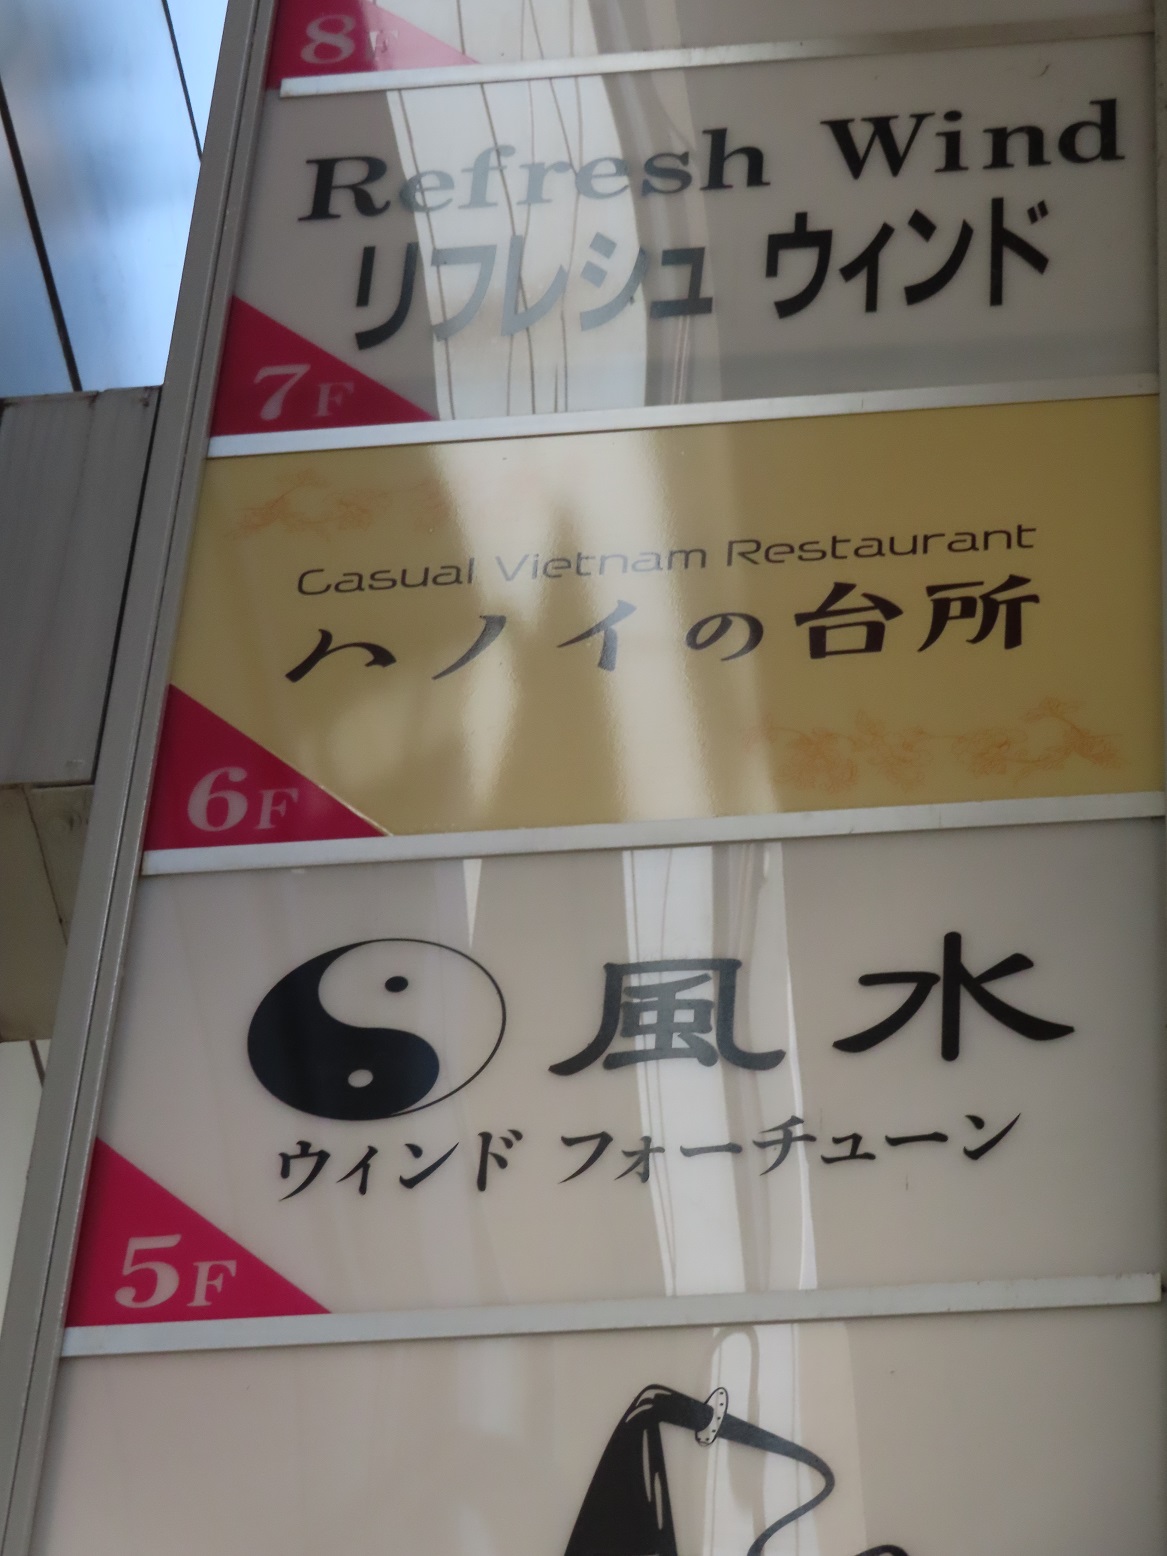 8F
Refresh Wind
リフレシュ ウィンド
7F
Casual Vietnam Restaurant
ハノイの台所
6F
風水
ウィンド フォーチューン
5F